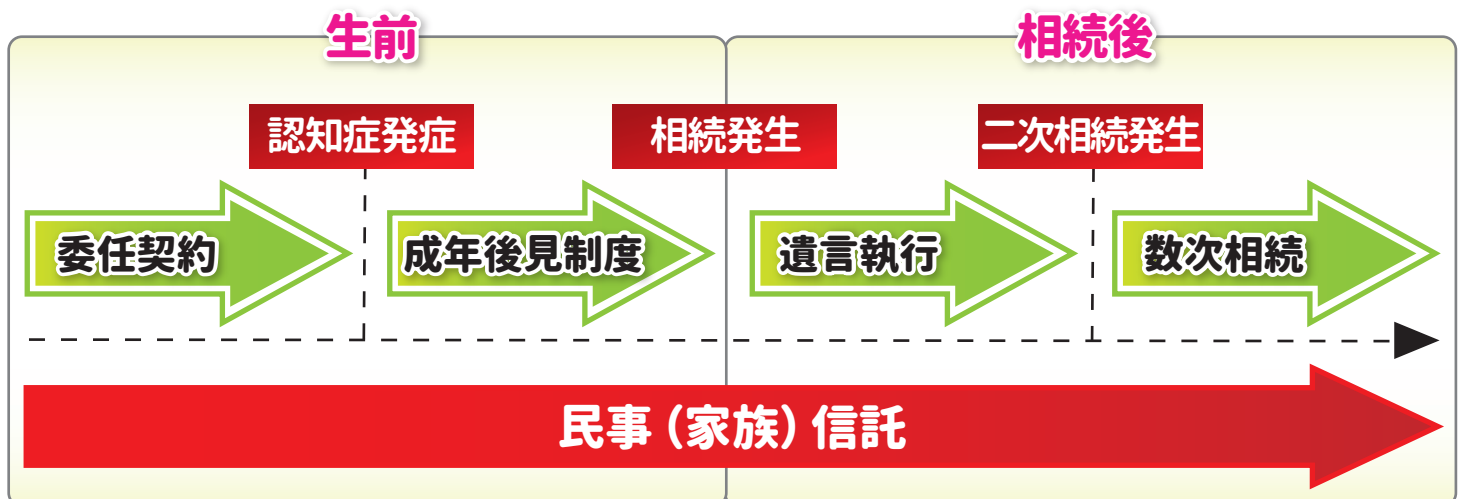 生前
相続後
認知症発症
相続発生
二次相続発生
委任契約
成年後見制度
遺言執行
数次相続
民事（家族）信託